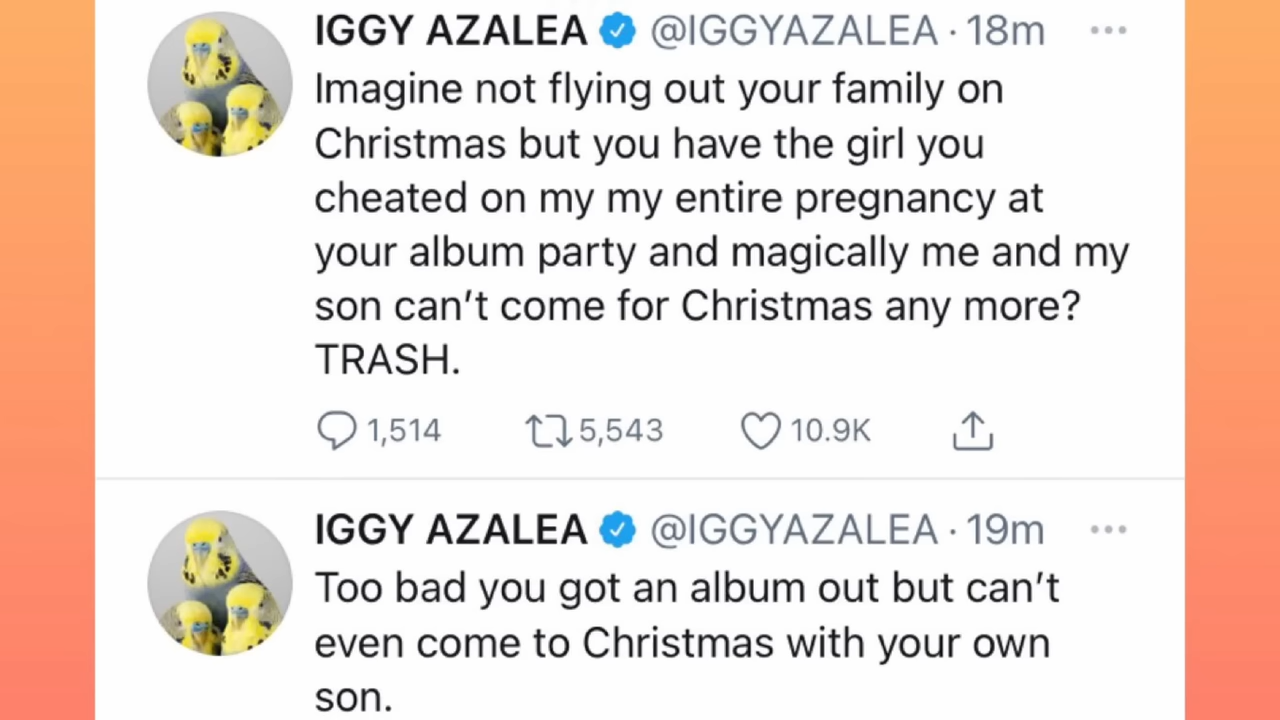 IGGY AZALEA @IGGYAZALEA · 18m
Imagine not flying out your family on
Christmas but you have the girl you
cheated on my my entire pregnancy at
your album party and magically me and my
son can’t come for Christmas any more?
TRASH.
1,514 5,543 10.9K
IGGY AZALEA @IGGYAZALEA · 19m
Too bad you got an album out but can’t
even come to Christmas with your own
son.